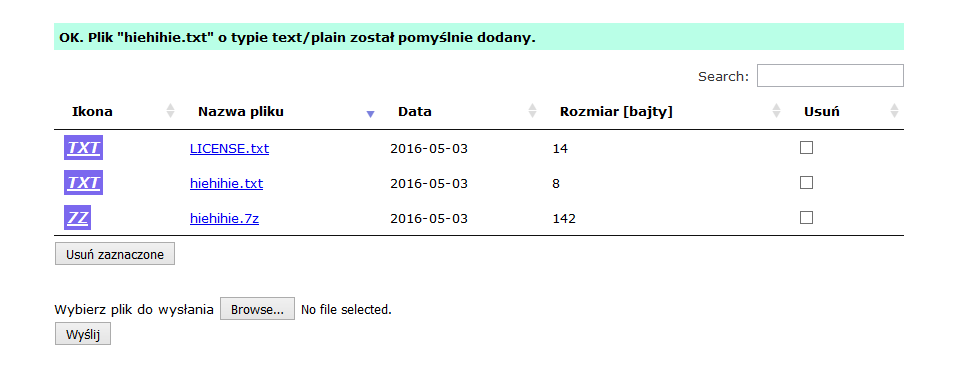 OK. Plik "hiehihie.txt" o typie text/plain został pomyślnie dodany.
Search:
Ikona Nazwa pliku Data Rozmiar [bajty] Usuń
TXT LICENSE.txt 2016-05-03 14
TXT hiehihie.txt 2016-05-03 8
7Z hiehihie.7z 2016-05-03 142
Usuń zaznaczone
Wybierz plik do wysłania Browse... No file selected.
Wyślij